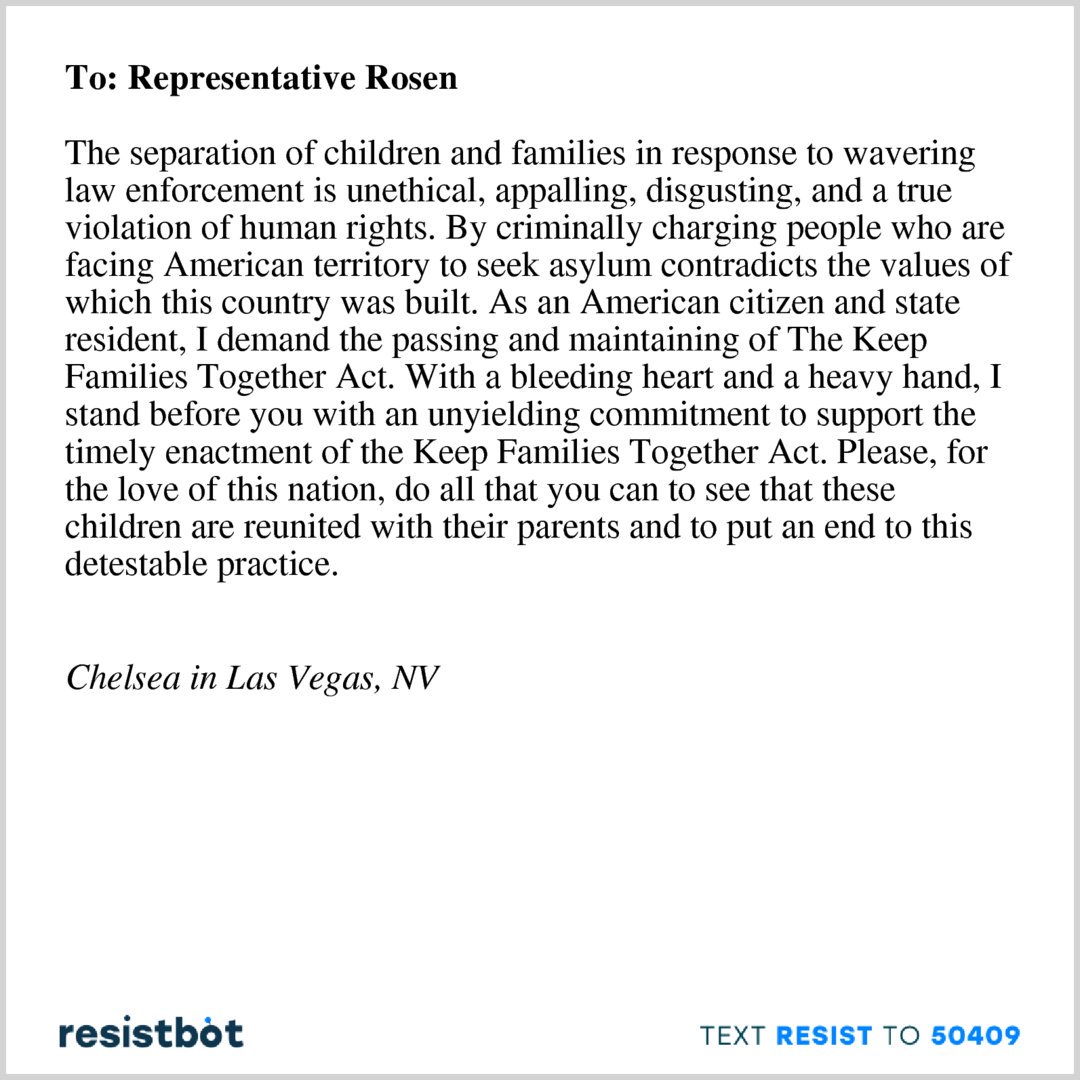 To: Representative Rosen
The separation of children and families in response to wavering
law enforcement is unethical, appalling, disgusting, and a true
violation of human rights. By criminally charging people who are
facing American territory to seek asylum contradicts the values of
which this country was built. As an American citizen and state
resident, I demand the passing and maintaining of The Keep
Families Together Act. With a bleeding heart and a heavy hand, I
stand before you with an unyielding commitment to support the
timely enactment of the Keep Families Together Act. Please, for
the love of this nation, do all that you can to see that these
children are reunited with their parents and to put an end to this
detestable practice.
Chelsea in Las Vegas, NV
resistbot
TEXT RESIST TO 50409